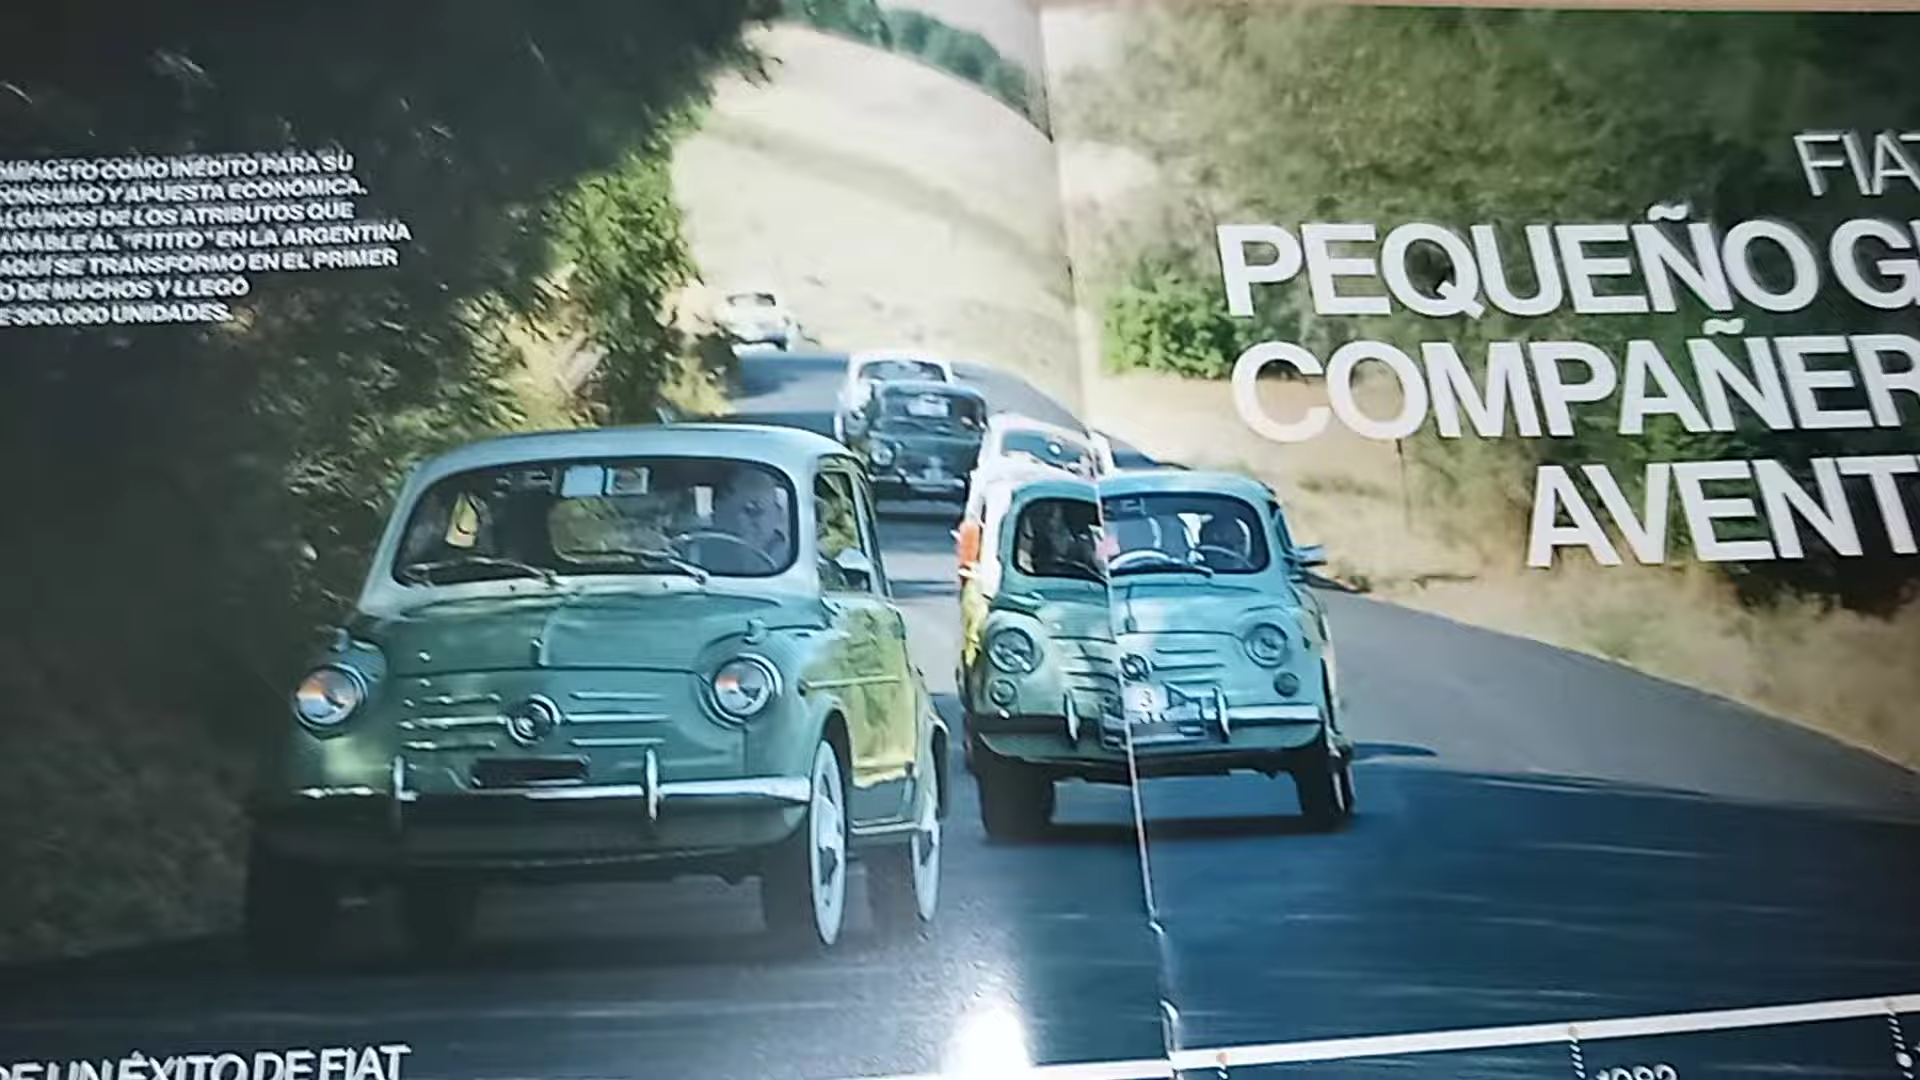 COMO INÉDITO PARA SU
CONSUMO Y APUESTA ECONÓMICA.
ALGUNOS DE LOS ATRIBUTOS QUE
AL "FITITO" EN LA ARGENTINA
AQUÍ SE TRANSFORMÓ EN EL PRIMER
DE MUCHOS Y LLEGÓ
300.000 UNIDADES.
FIAT
PEQUEÑO G
COMPAÑER
AVENT
DE UN ÉXITO DE FIAT